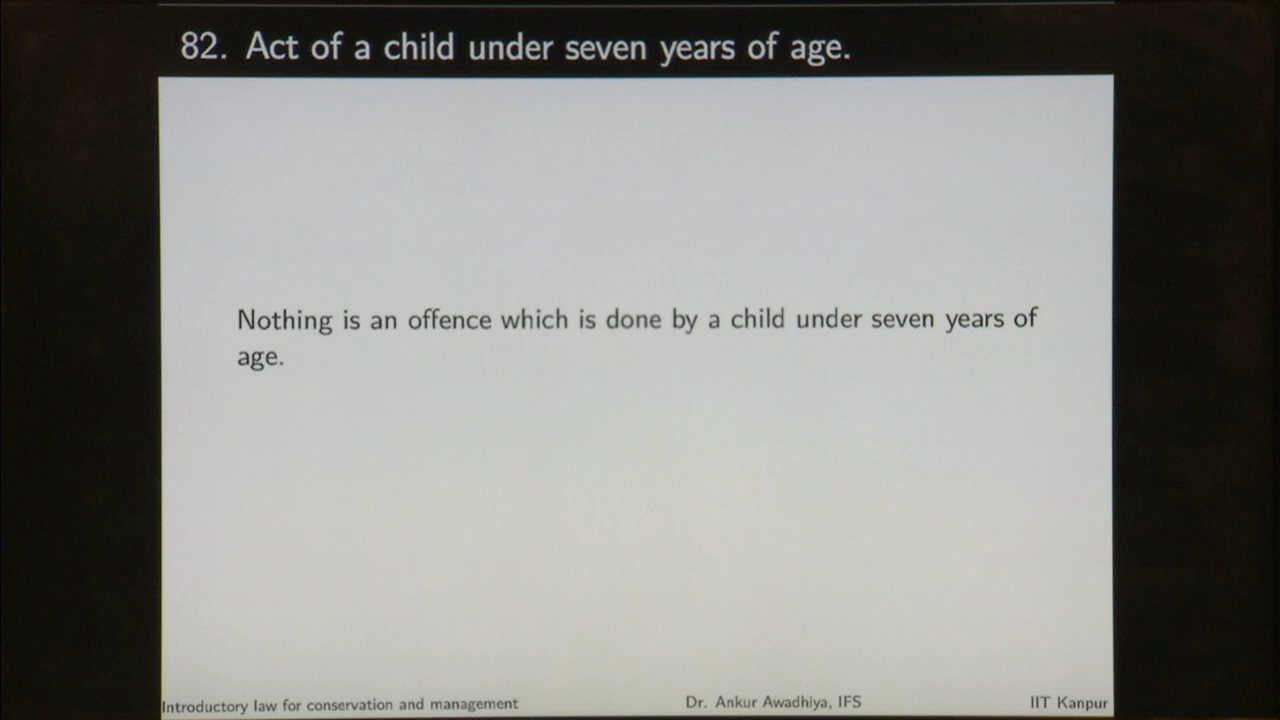 82. Act of a child under seven years of age.
Nothing is an offence which is done by a child under seven years of
age.
Introductory law for conservation and management Dr. Ankur Awadhiya, IFS IIT Kanpur